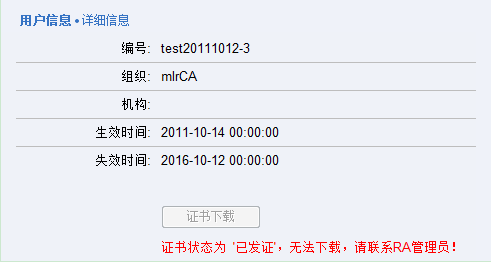 用户信息 • 详细信息
编号: test20111012-3
组织: mlrCA
机构:
生效时间: 2011-10-14 00:00:00
失效时间: 2016-10-12 00:00:00
证书下载
证书状态为 '已发证'，无法下载，请联系RA管理员！